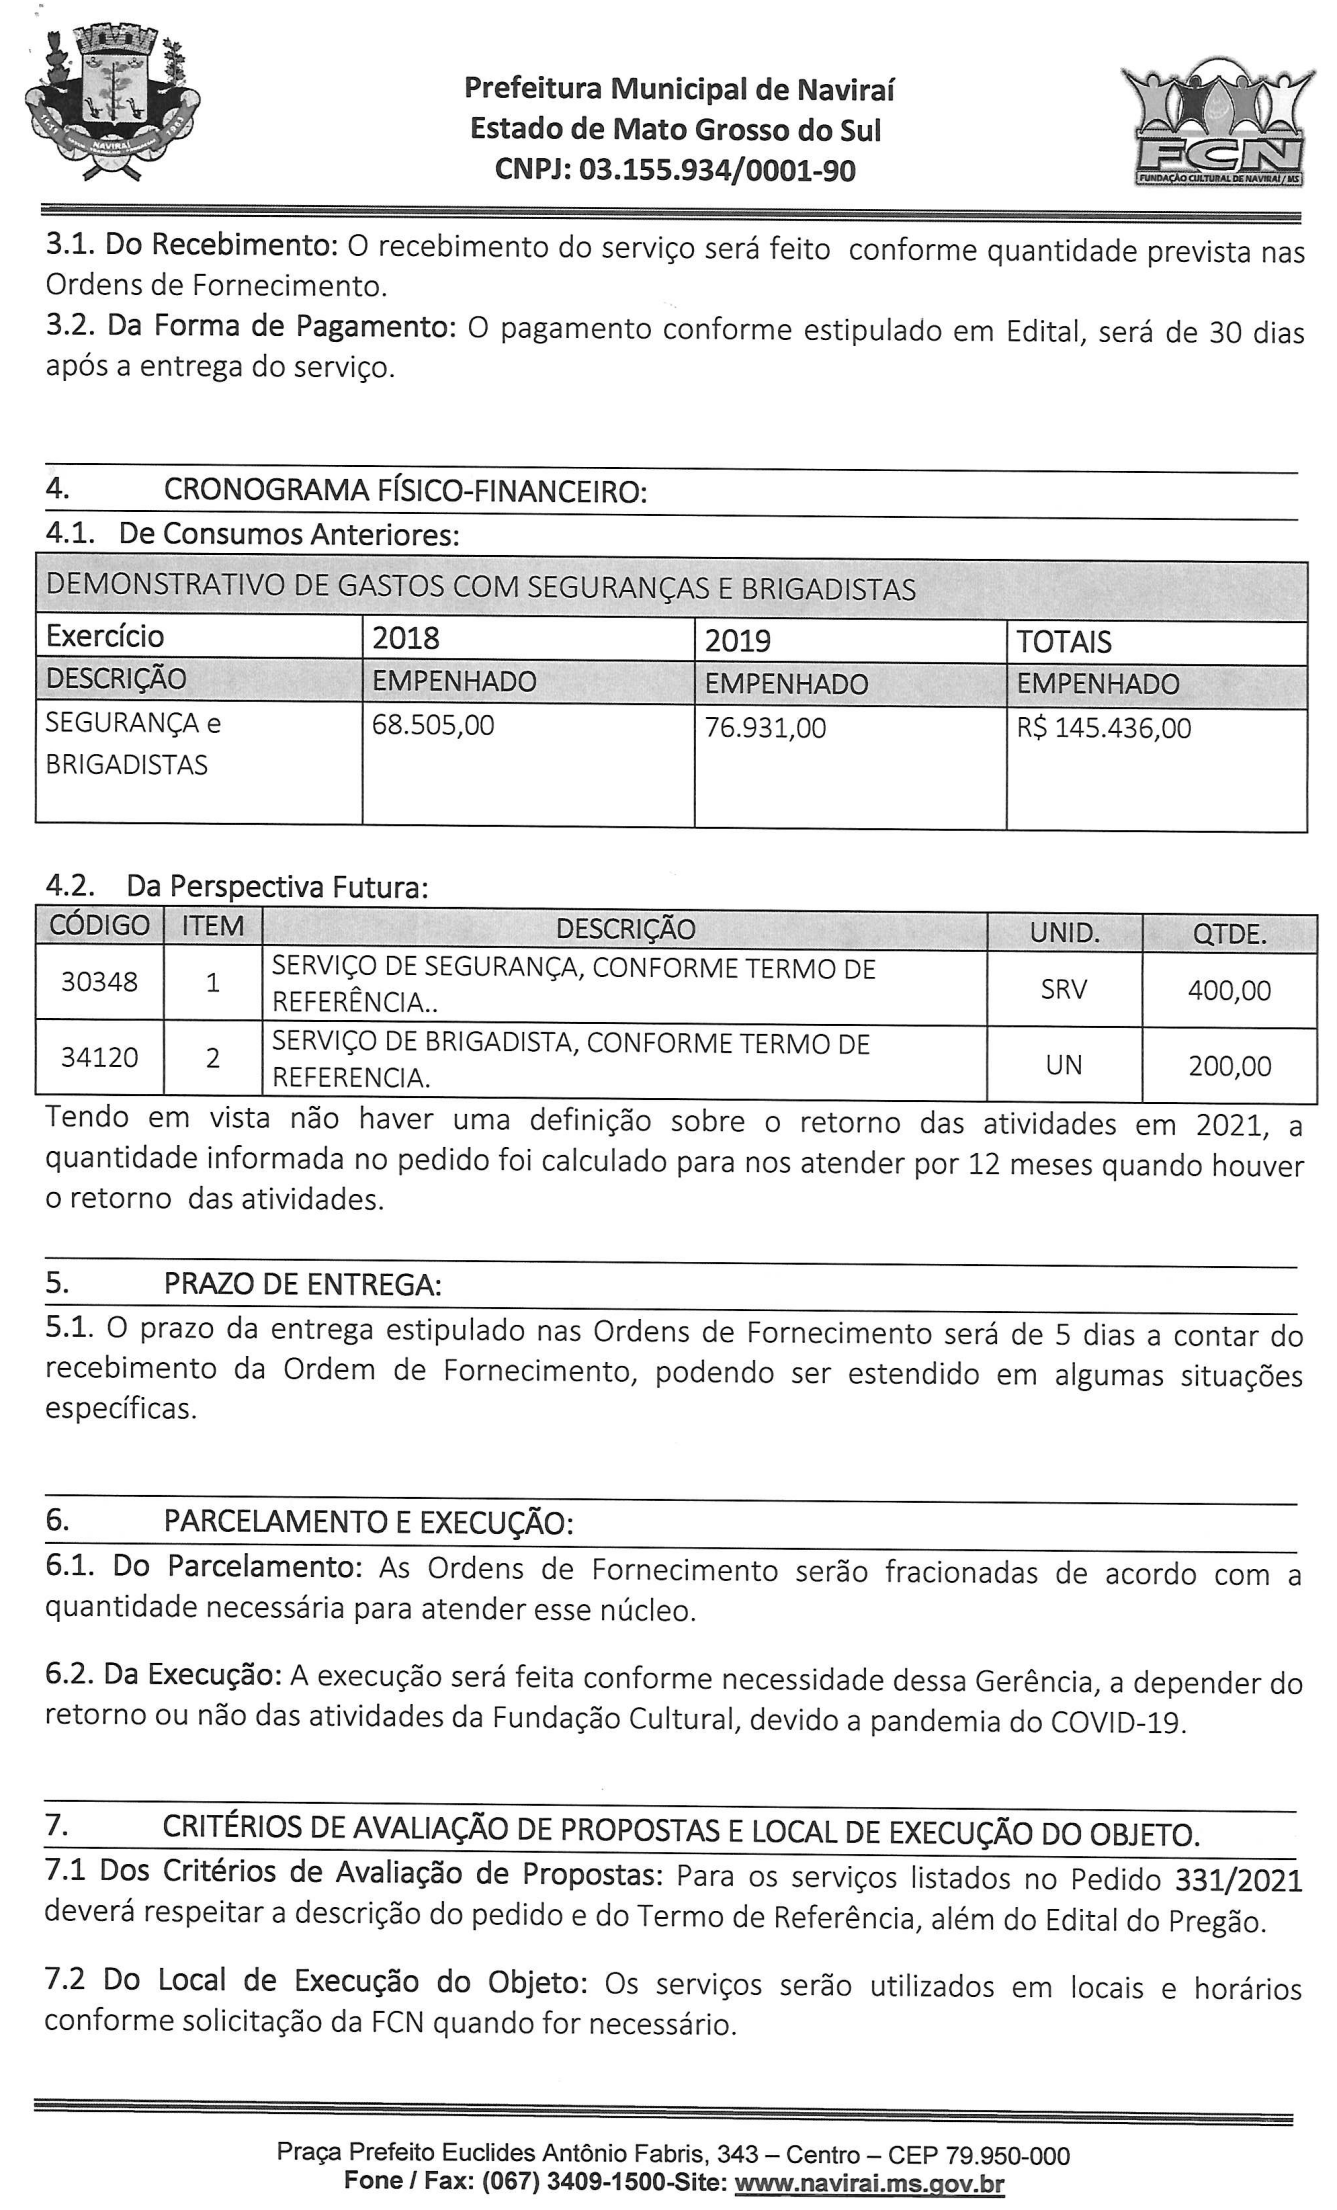 Prefeitura Municipal de Naviraí
Estado de Mato Grosso do Sul
CNPJ: 03.155.934/0001-90
NAVIRAÍ
FCN
FUNDAÇÃO CULTURAL DE NAVIRAÍ / MS
3.1. Do Recebimento: O recebimento do serviço será feito conforme quantidade prevista nas
Ordens de Fornecimento.
3.2. Da Forma de Pagamento: O pagamento conforme estipulado em Edital, será de 30 dias
após a entrega do serviço.
4. CRONOGRAMA FÍSICO-FINANCEIRO:
4.1. De Consumos Anteriores:
DEMONSTRATIVO DE GASTOS COM SEGURANÇAS E BRIGADISTAS
Exercício 2018 2019 TOTAIS
DESCRIÇÃO EMPENHADO EMPENHADO EMPENHADO
SEGURANÇA e 68.505,00 76.931,00 R$ 145.436,00
BRIGADISTAS
4.2. Da Perspectiva Futura:
CÓDIGO ITEM DESCRIÇÃO UNID. QTDE.
30348 1 SERVIÇO DE SEGURANÇA, CONFORME TERMO DE SRV 400,00
REFERÊNCIA..
34120 2 SERVIÇO DE BRIGADISTA, CONFORME TERMO DE UN 200,00
REFERENCIA.
Tendo em vista não haver uma definição sobre o retorno das atividades em 2021, a
quantidade informada no pedido foi calculado para nos atender por 12 meses quando houver
o retorno das atividades.
5. PRAZO DE ENTREGA:
5.1. O prazo da entrega estipulado nas Ordens de Fornecimento será de 5 dias a contar do
recebimento da Ordem de Fornecimento, podendo ser estendido em algumas situações
específicas.
6. PARCELAMENTO E EXECUÇÃO:
6.1. Do Parcelamento: As Ordens de Fornecimento serão fracionadas de acordo com a
quantidade necessária para atender esse núcleo.
6.2. Da Execução: A execução será feita conforme necessidade dessa Gerência, a depender do
retorno ou não das atividades da Fundação Cultural, devido a pandemia do COVID-19.
7. CRITÉRIOS DE AVALIAÇÃO DE PROPOSTAS E LOCAL DE EXECUÇÃO DO OBJETO.
7.1 Dos Critérios de Avaliação de Propostas: Para os serviços listados no Pedido 331/2021
deverá respeitar a descrição do pedido e do Termo de Referência, além do Edital do Pregão.
7.2 Do Local de Execução do Objeto: Os serviços serão utilizados em locais e horários
conforme solicitação da FCN quando for necessário.
Praça Prefeito Euclides Antônio Fabris, 343 – Centro – CEP 79.950-000
Fone / Fax: (067) 3409-1500-Site: www.navirai.ms.gov.br